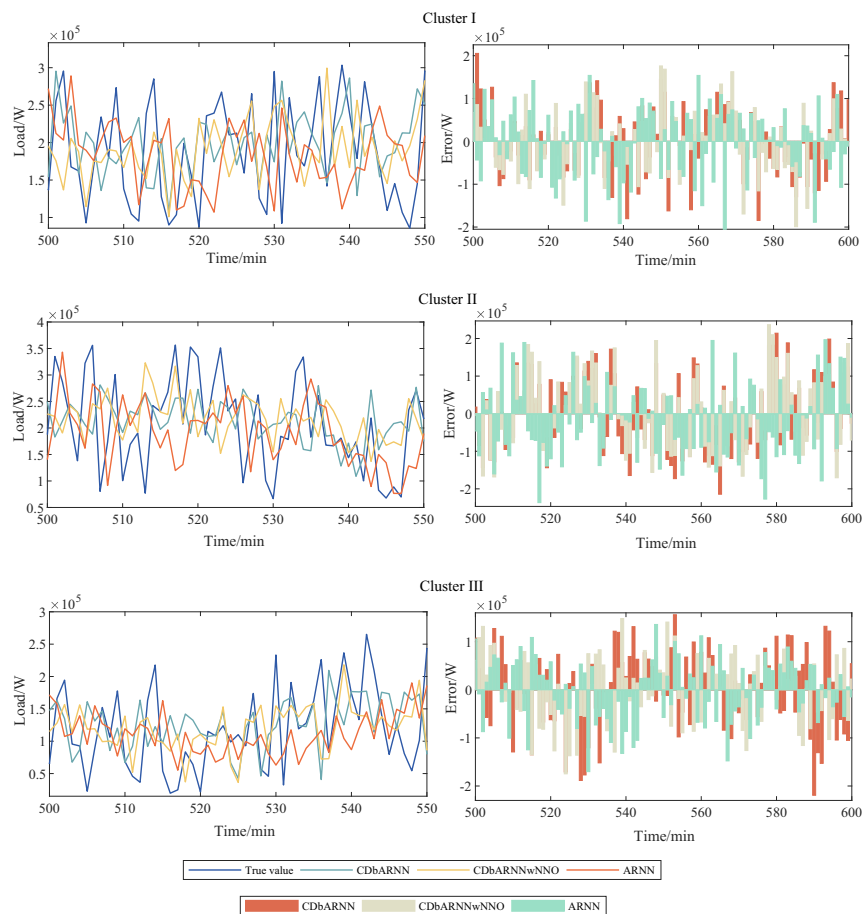 Cluster I
×10^5
3
2.5
2
1.5
1
Load/W
500 510 520 530 540 550
Time/min
×10^5
2
1
0
-1
-2
Error/W
500 520 540 560 580 600
Time/min
Cluster II
×10^5
4
3.5
3
2.5
2
1.5
1
0.5
Load/W
500 510 520 530 540 550
Time/min
×10^5
2
1
0
-1
-2
Error/W
500 520 540 560 580 600
Time/min
Cluster III
×10^5
3
2.5
2
1.5
1
0.5
Load/W
500 510 520 530 540 550
Time/min
×10^5
1
0
-1
-2
Error/W
500 520 540 560 580 600
Time/min
True value CDbARNN CDbARNNwNNO ARNN
CDbARNN CDbARNNwNNO ARNN